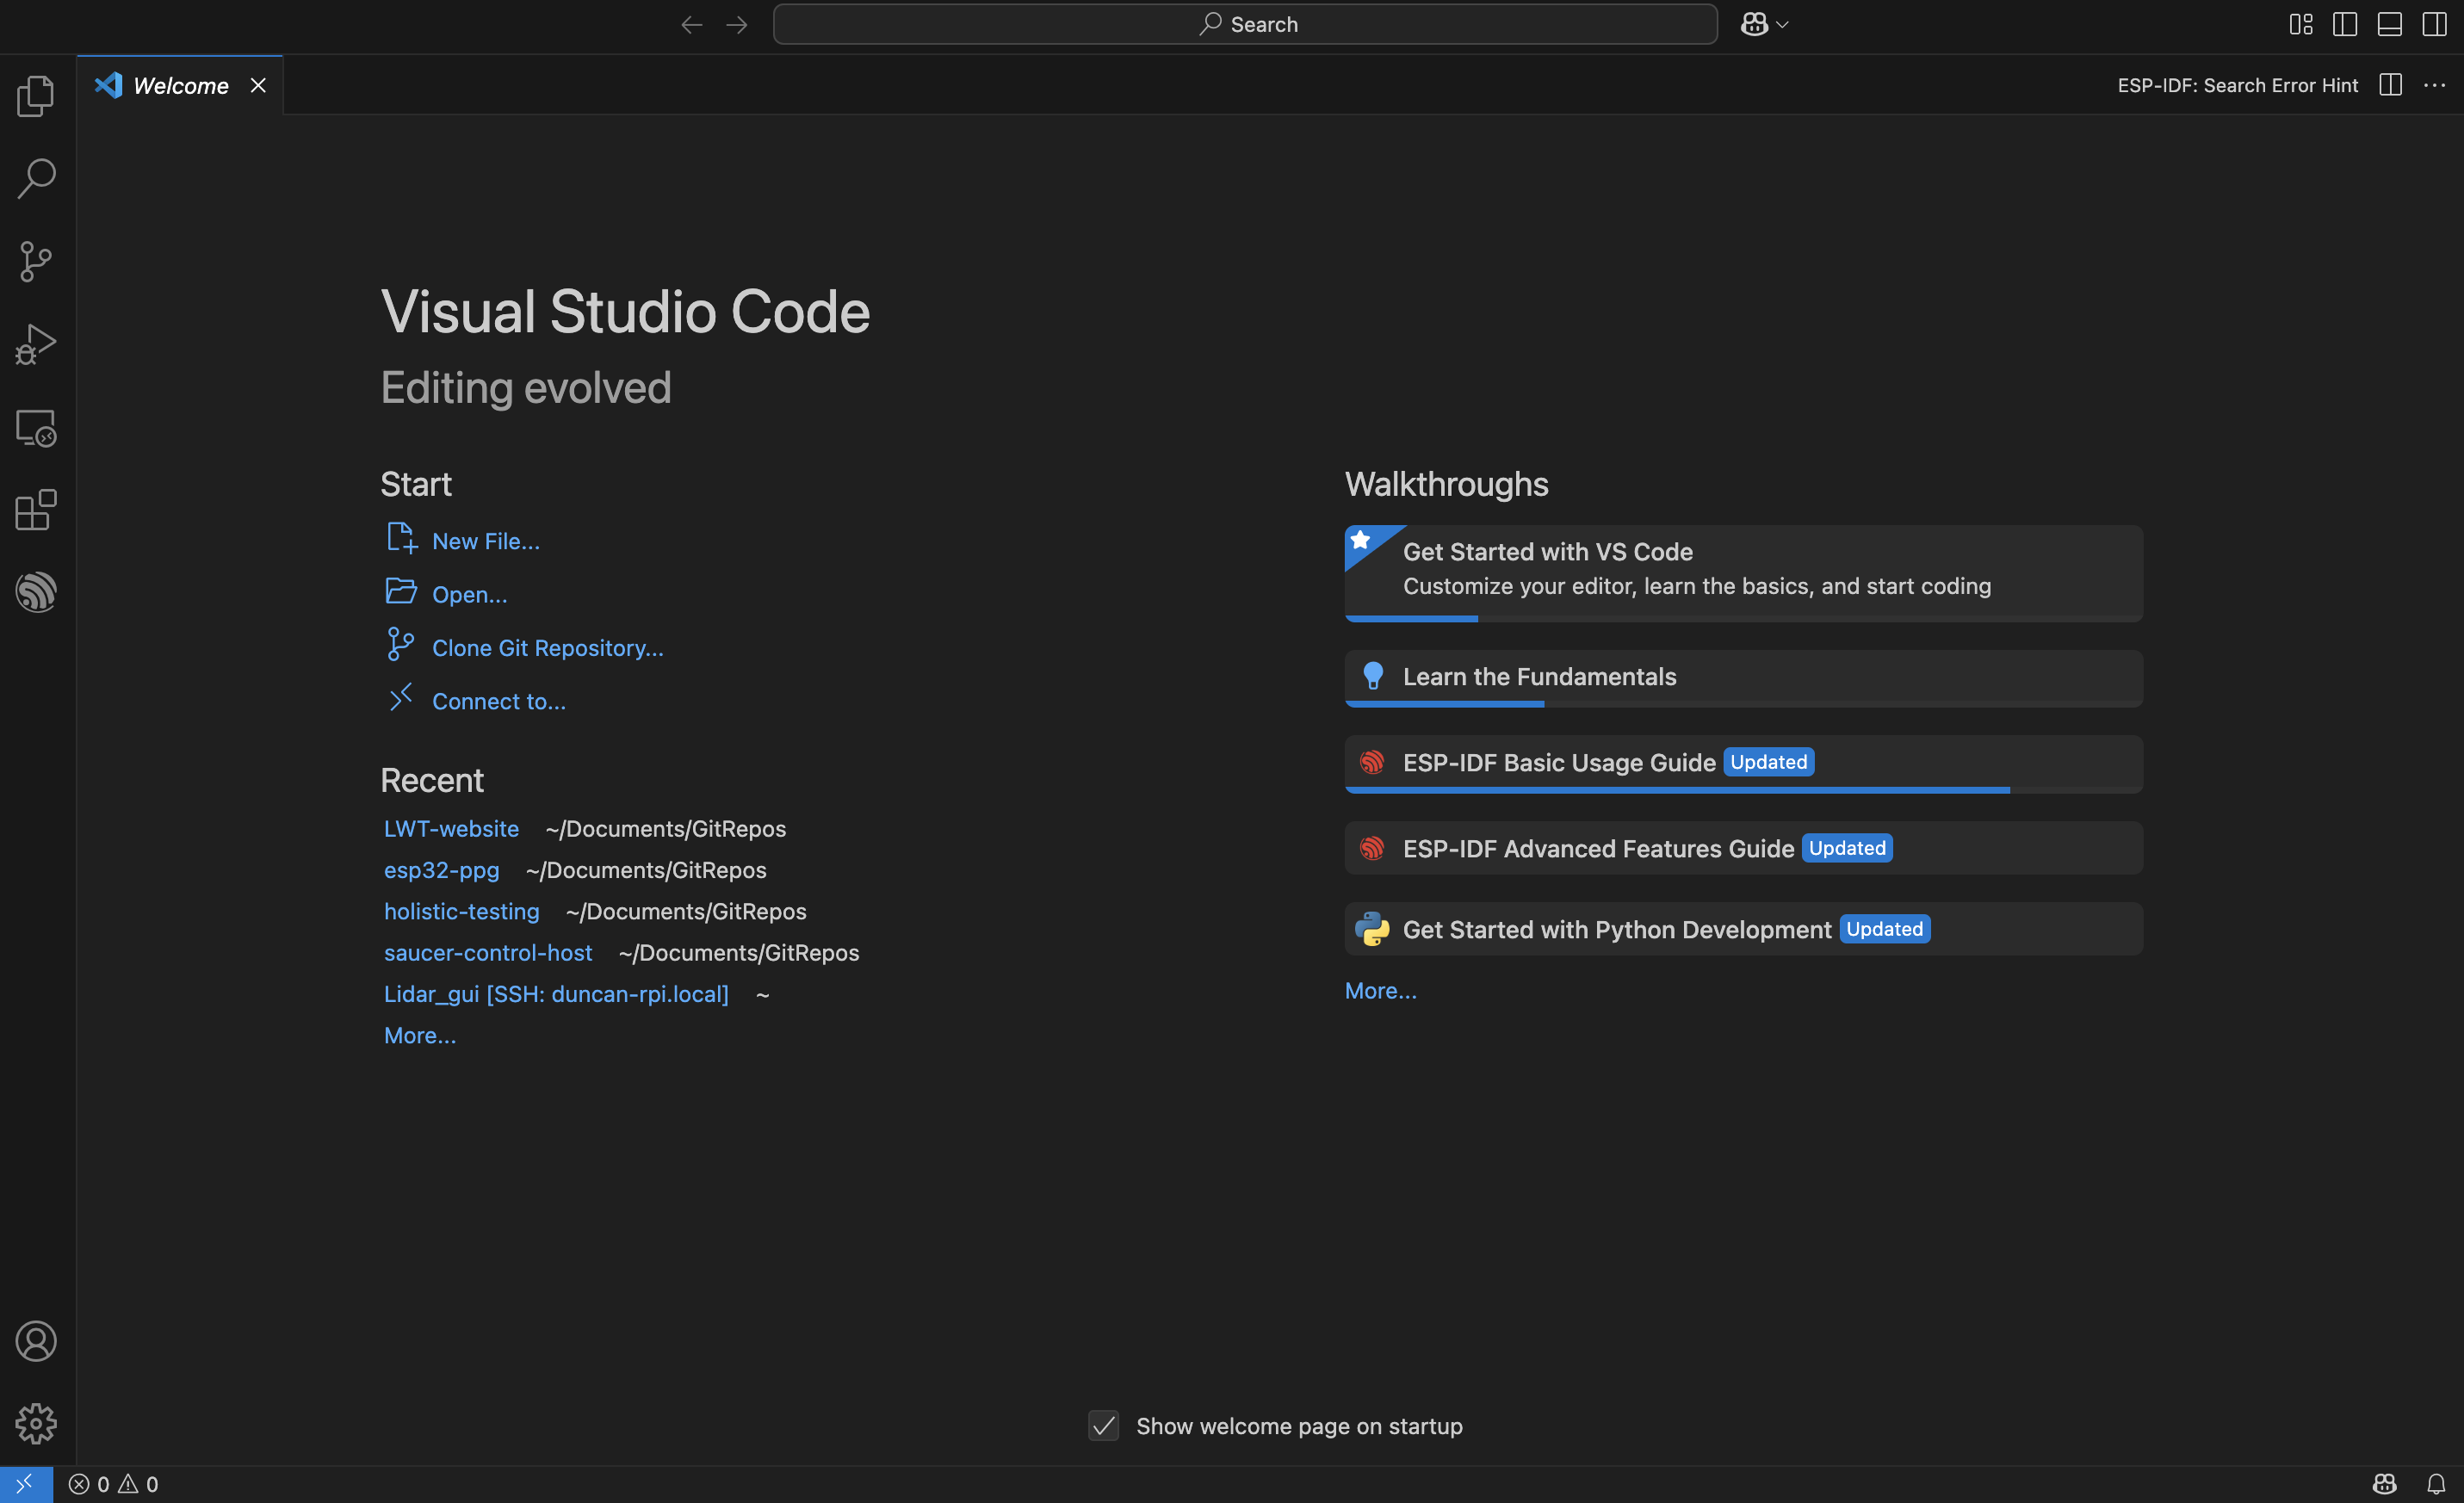 Search
Welcome
ESP-IDF: Search Error Hint
Visual Studio Code
Editing evolved
Start
New File...
Open...
Clone Git Repository...
Connect to...
Recent
LWT-website ~/Documents/GitRepos
esp32-ppg ~/Documents/GitRepos
holistic-testing ~/Documents/GitRepos
saucer-control-host ~/Documents/GitRepos
Lidar_gui [SSH: duncan-rpi.local] ~
More...
Walkthroughs
Get Started with VS Code
Customize your editor, learn the basics, and start coding
Learn the Fundamentals
ESP-IDF Basic Usage Guide Updated
ESP-IDF Advanced Features Guide Updated
Get Started with Python Development Updated
More...
Show welcome page on startup
0 0